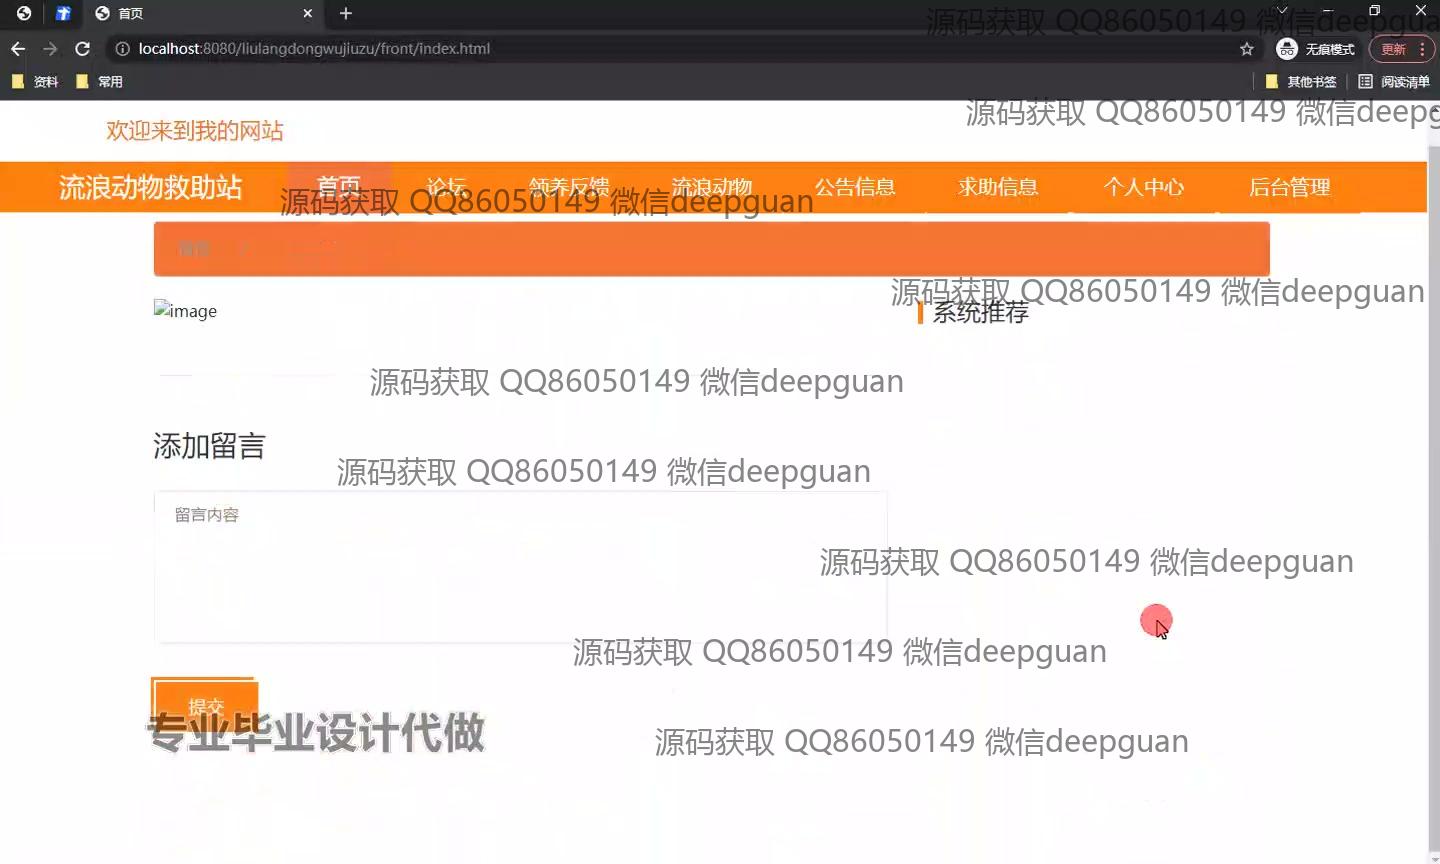 首页
localhost:8080/liulangdongwujiuzu/front/index.html
无痕模式
更新
资料
常用
其他书签
阅读清单
源码获取 QQ86050149 微信deepgua
欢迎来到我的网站
源码获取 QQ86050149 微信deepg
流浪动物救助站
首页
论坛
领养反馈
流浪动物
公告信息
求助信息
个人中心
后台管理
源码获取 QQ86050149 微信deepguan
源码获取 QQ86050149 微信deepguan
image
系统推荐
源码获取 QQ86050149 微信deepguan
添加留言
源码获取 QQ86050149 微信deepguan
留言内容
源码获取 QQ86050149 微信deepguan
源码获取 QQ86050149 微信deepguan
提交
专业毕业设计代做
源码获取 QQ86050149 微信deepguan